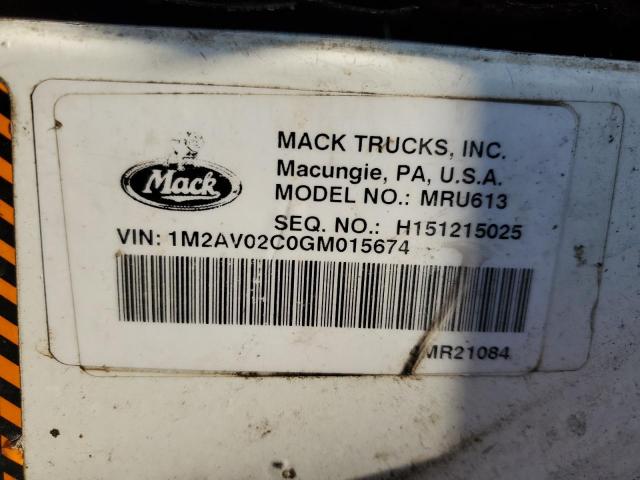 Mack
MACK TRUCKS, INC.
Macungie, PA, U.S.A.
MODEL NO.: MRU613
SEQ. NO.: H151215025
VIN: 1M2AV02C0GM015674
MR21084